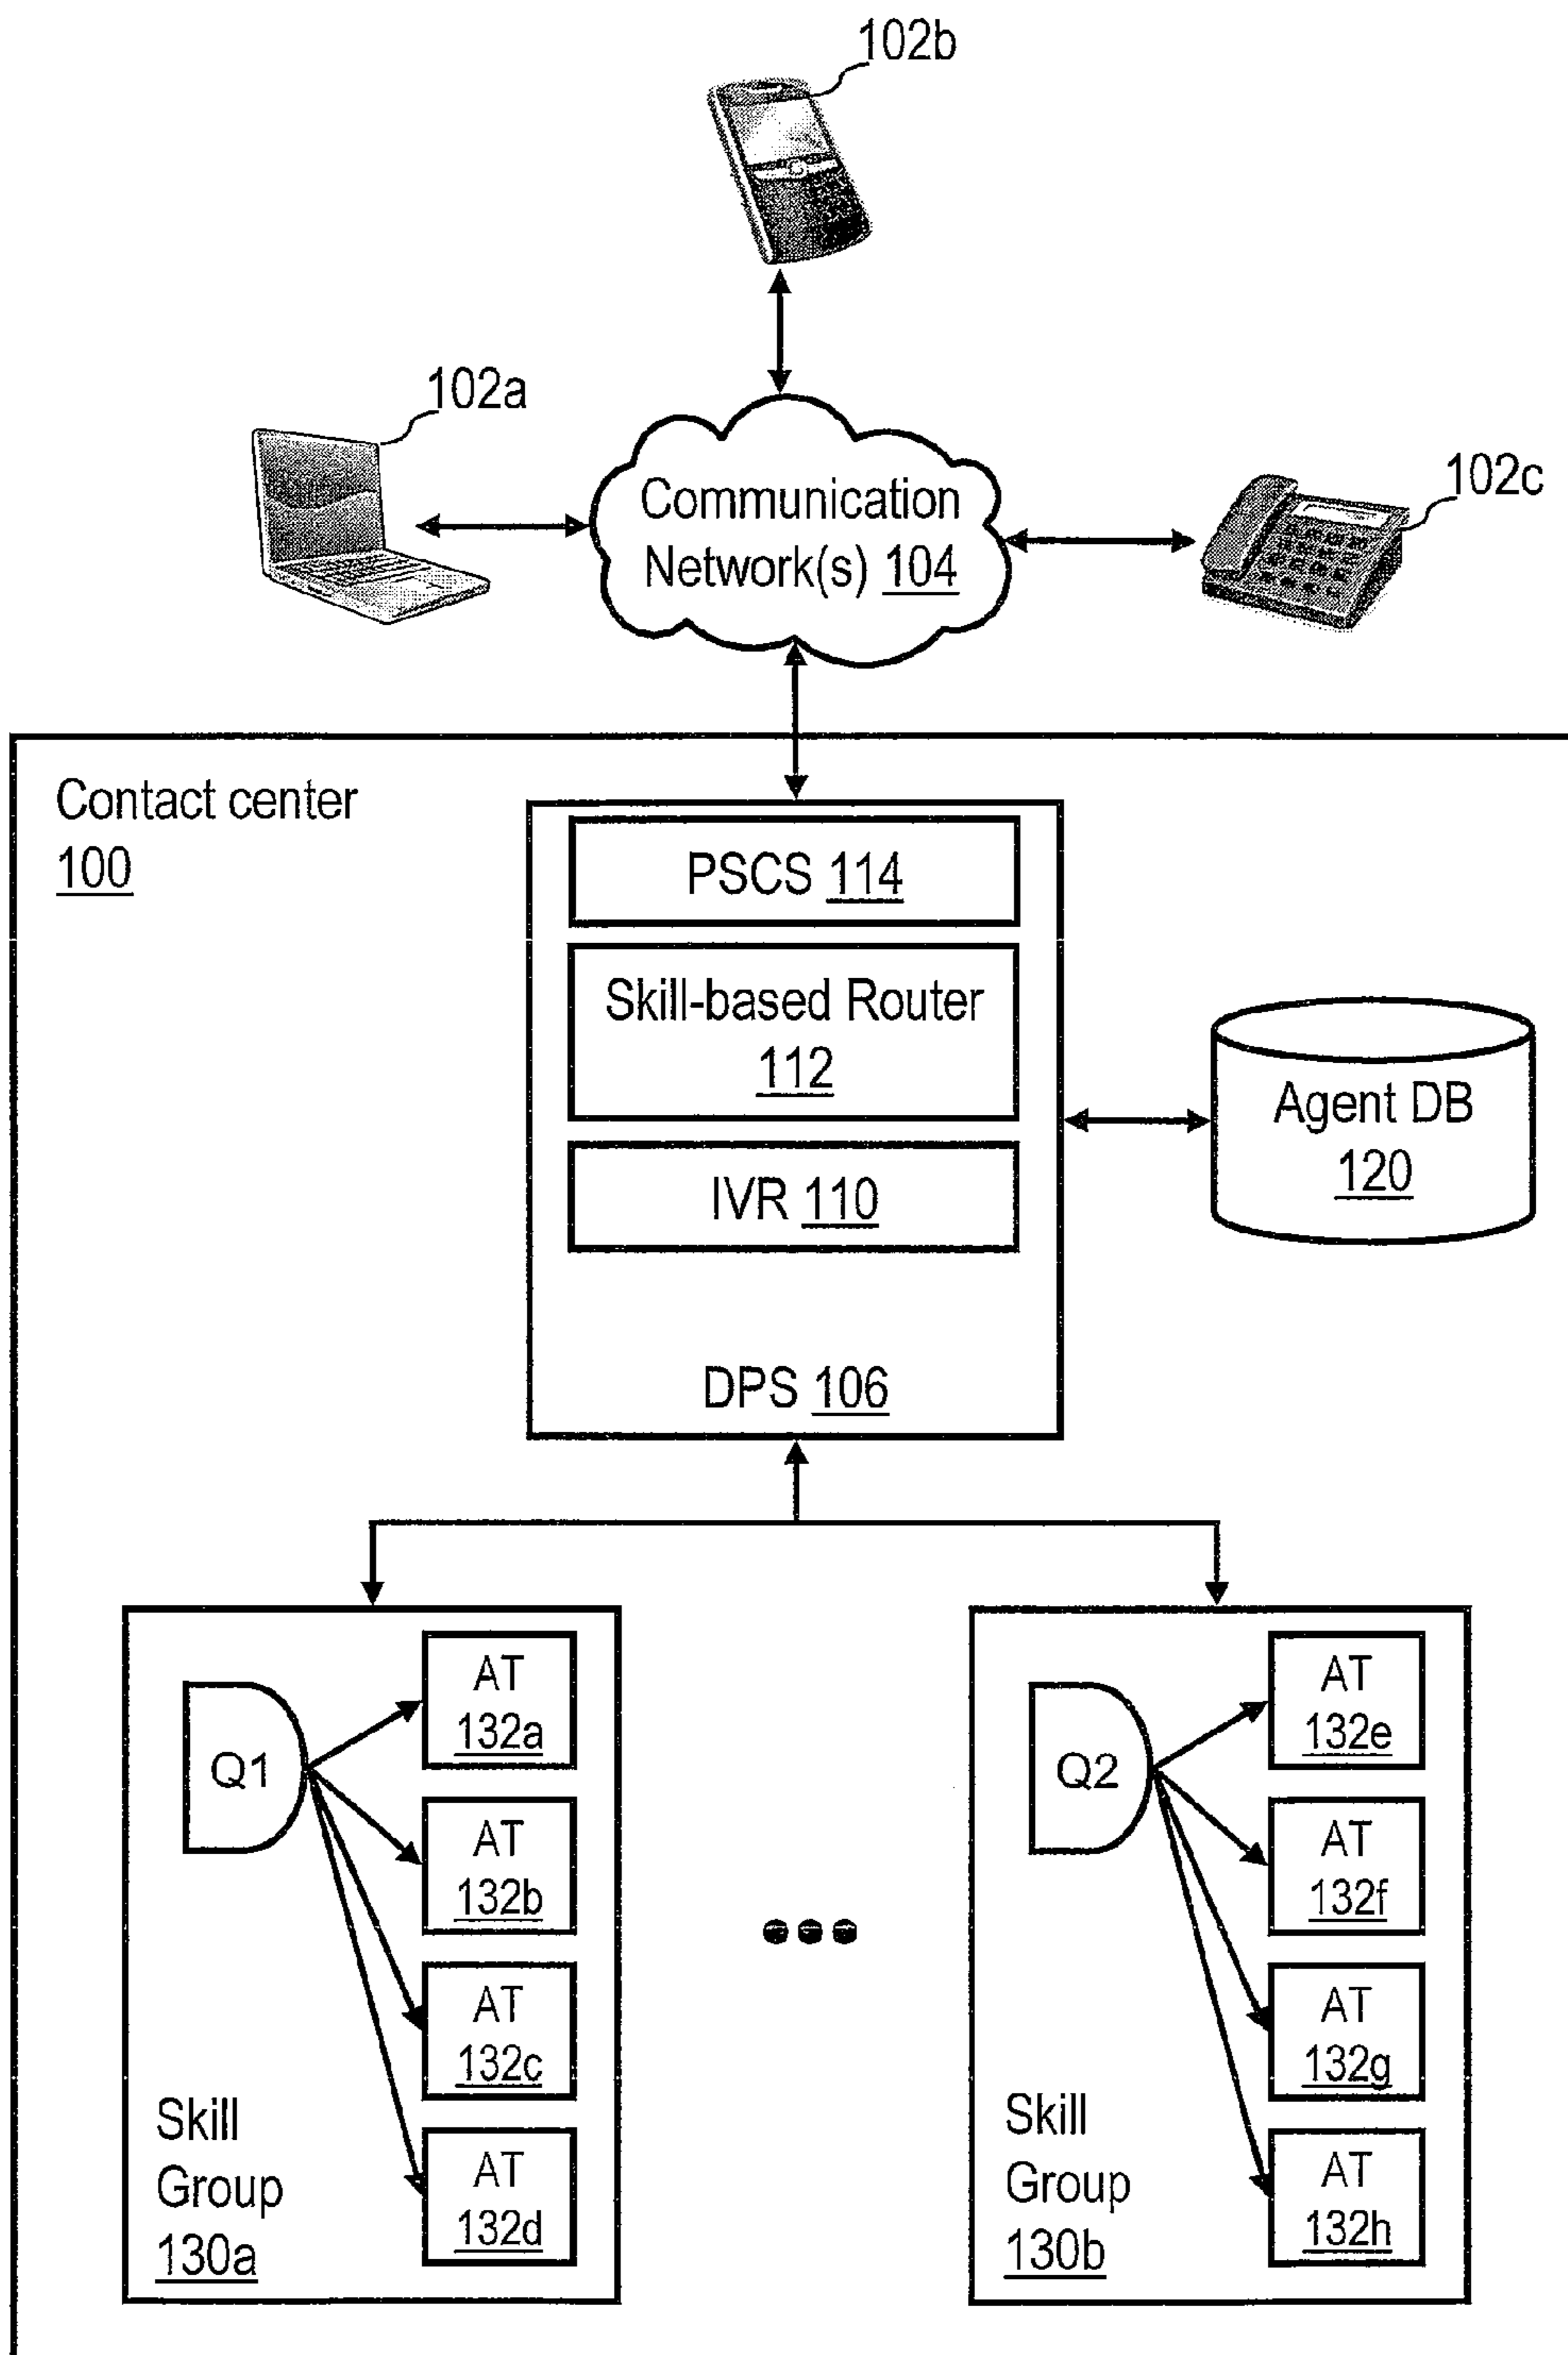 102b
102a
102c
Communication
Network(s) 104
Contact center
100
PSCS 114
Skill-based Router
112
Agent DB
120
IVR 110
DPS 106
Q1
AT
132a
AT
132b
AT
132c
AT
132d
Skill
Group
130a
Q2
AT
132e
AT
132f
AT
132g
AT
132h
Skill
Group
130b